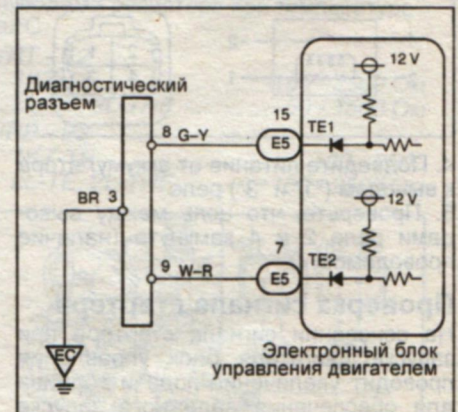 12 V
Диагностический
разъем
15
8 G–Y
E5
TE1
BR 3
12 V
7
9 W–R
E5
TE2
EC
Электронный блок
управления двигателем